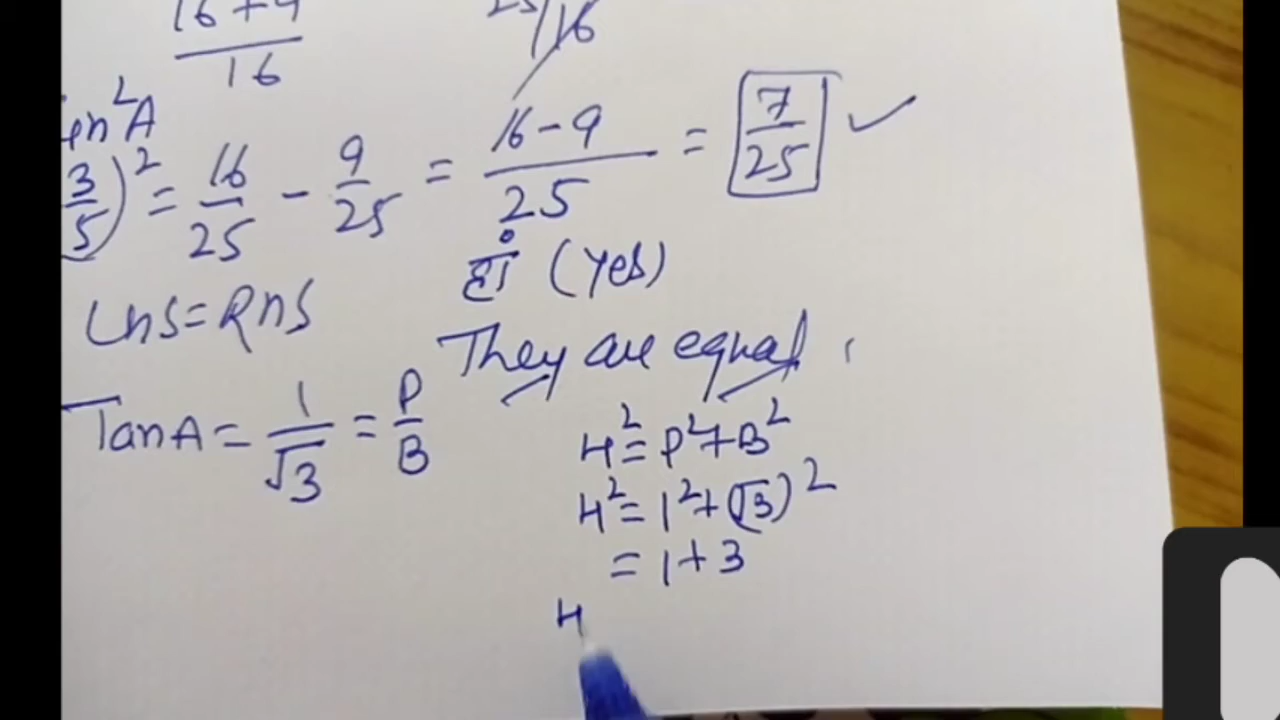 16+9/16 25/16
sin²A
3/5)² = 16/25 - 9/25 = 16-9/25 = 7/25 ✓
हाँ (Yes)
LHS=RHS
They are equal
TanA = 1/√3 = P/B
H²=P²+B²
H²=1²+(√3)²
=1+3
H